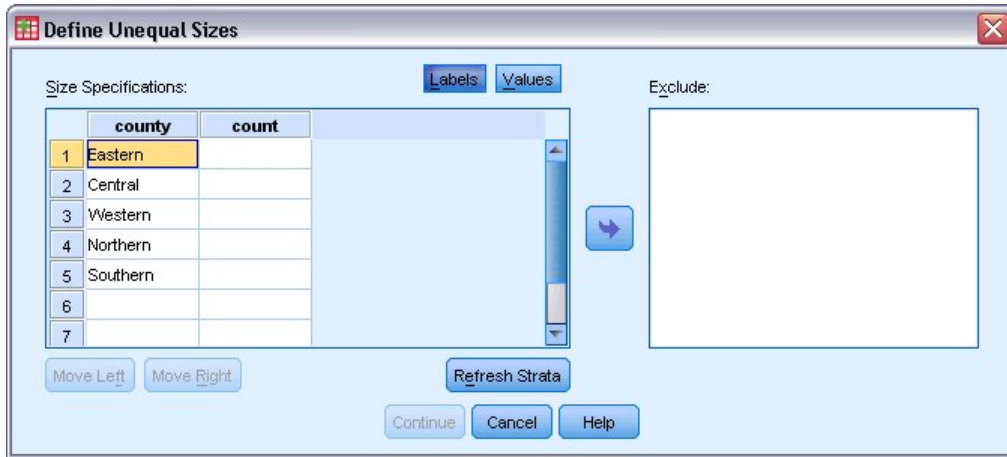 Define Unequal Sizes
Size Specifications:
Labels
Values
Exclude:
county count
1 Eastern
2 Central
3 Western
4 Northern
5 Southern
6
7
Move Left
Move Right
Refresh Strata
Continue
Cancel
Help